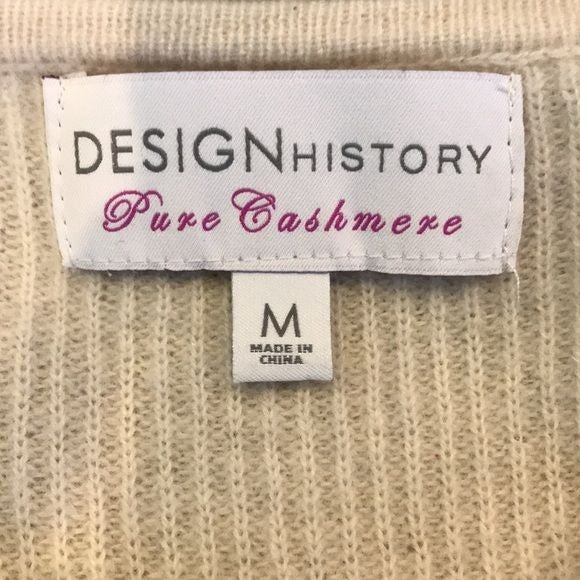 DESIGNHISTORY
Pure Cashmere
M
MADE IN
CHINA